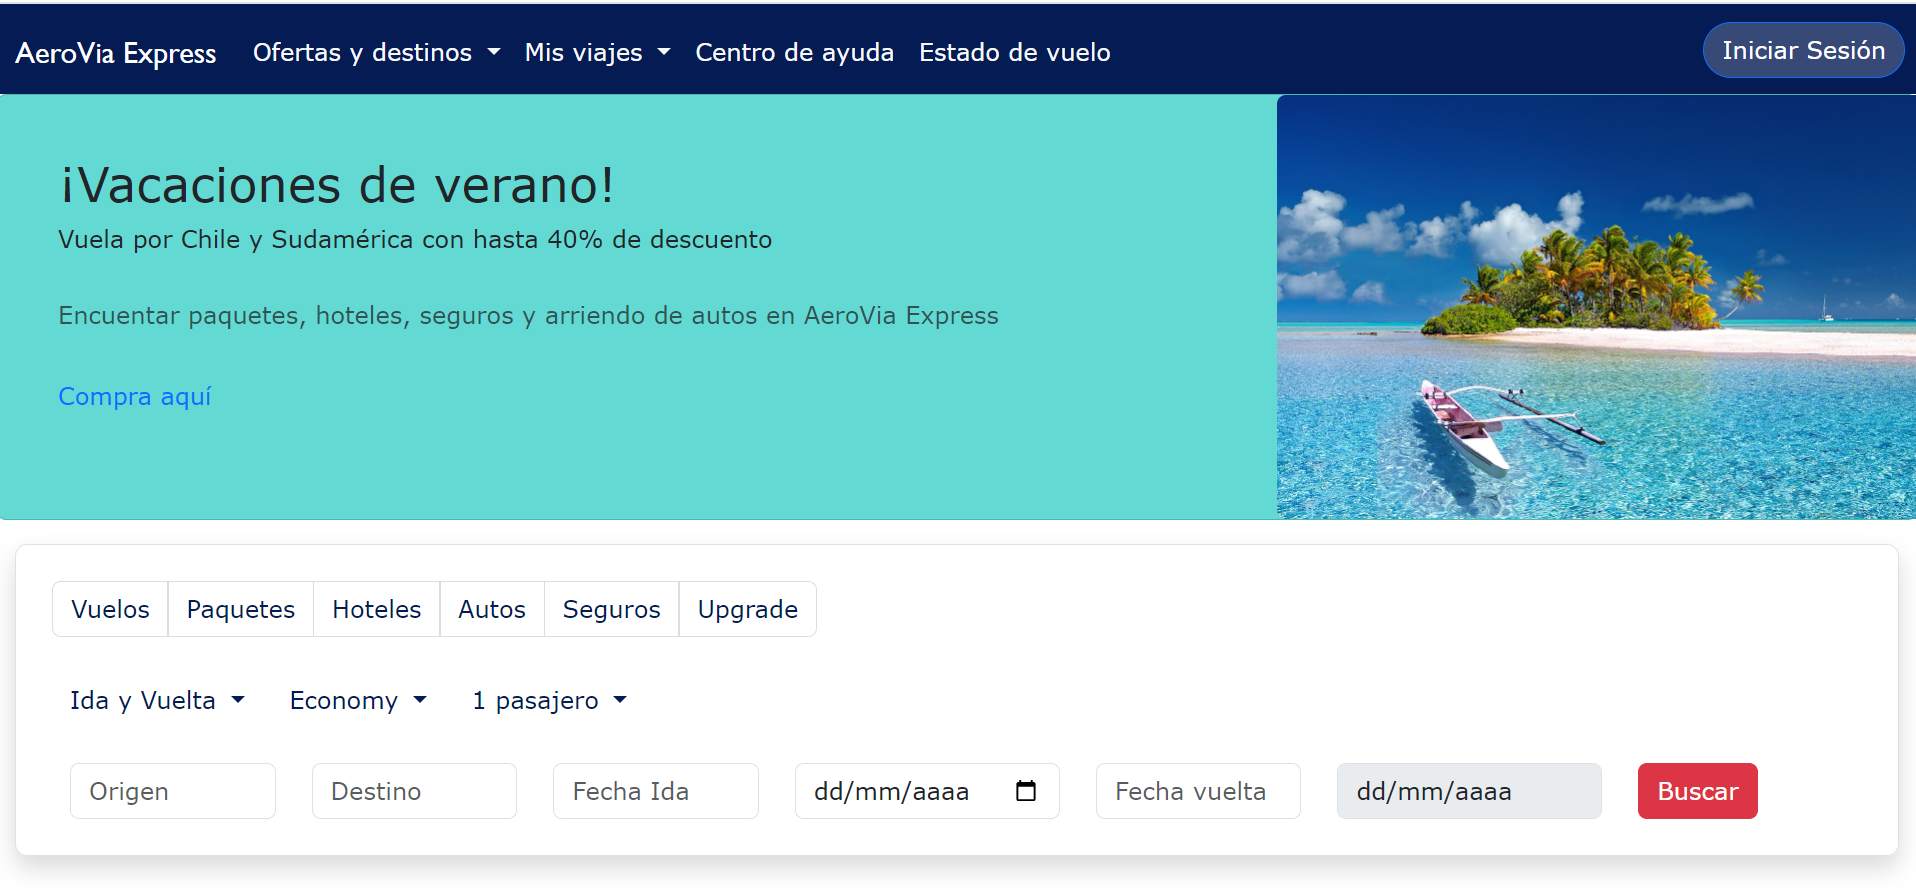 AeroVia Express Ofertas y destinos Mis viajes Centro de ayuda Estado de vuelo Iniciar Sesión
¡Vacaciones de verano!
Vuela por Chile y Sudamérica con hasta 40% de descuento
Encuentar paquetes, hoteles, seguros y arriendo de autos en AeroVia Express
Compra aquí
Vuelos Paquetes Hoteles Autos Seguros Upgrade
Ida y Vuelta Economy 1 pasajero
Origen Destino Fecha Ida dd/mm/aaaa Fecha vuelta dd/mm/aaaa Buscar